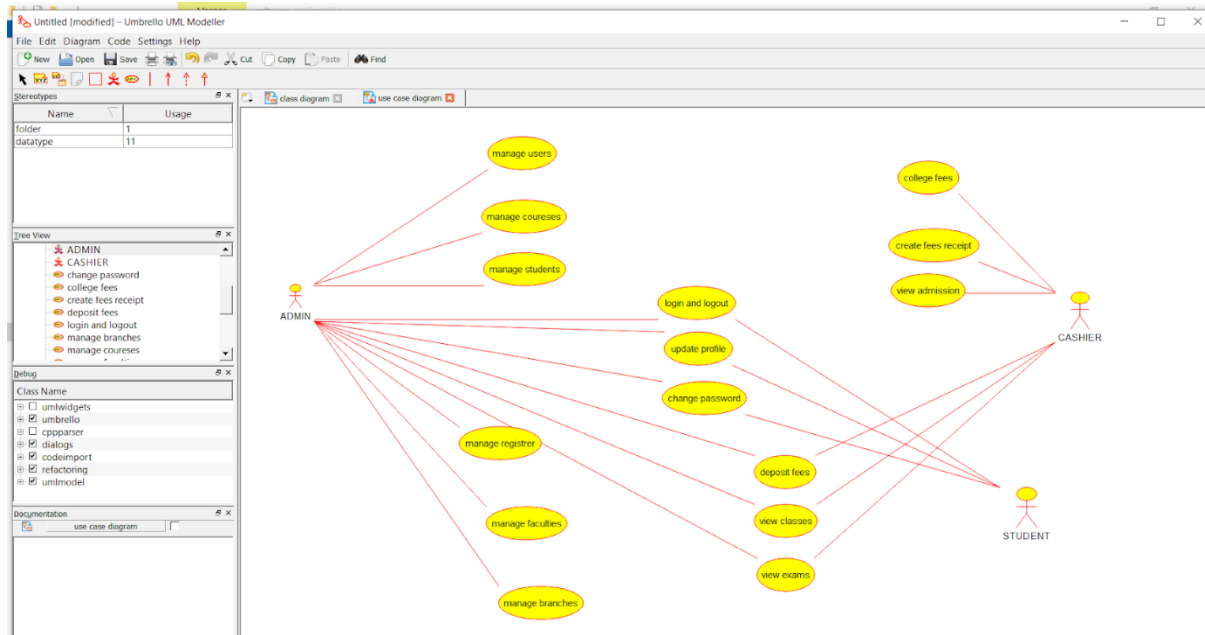 Untitled [modified] – Umbrello UML Modeller
File Edit Diagram Code Settings Help
New Open Save Cut Copy Paste Find
XYZ
Stereotypes
class diagram use case diagram
Name Usage
folder 1
datatype 11
Tree View
ADMIN
CASHIER
change password
college fees
create fees receipt
deposit fees
login and logout
manage branches
manage coureses
Debug
Class Name
umlwidgets
umbrello
cppparser
dialogs
codeimport
refactoring
umlmodel
Documentation
use case diagram
manage users
college fees
manage coureses
create fees receipt
manage students
view admission
login and logout
ADMIN
CASHIER
update profile
change password
manage registrer
deposit fees
view classes
manage faculties
STUDENT
view exams
manage branches